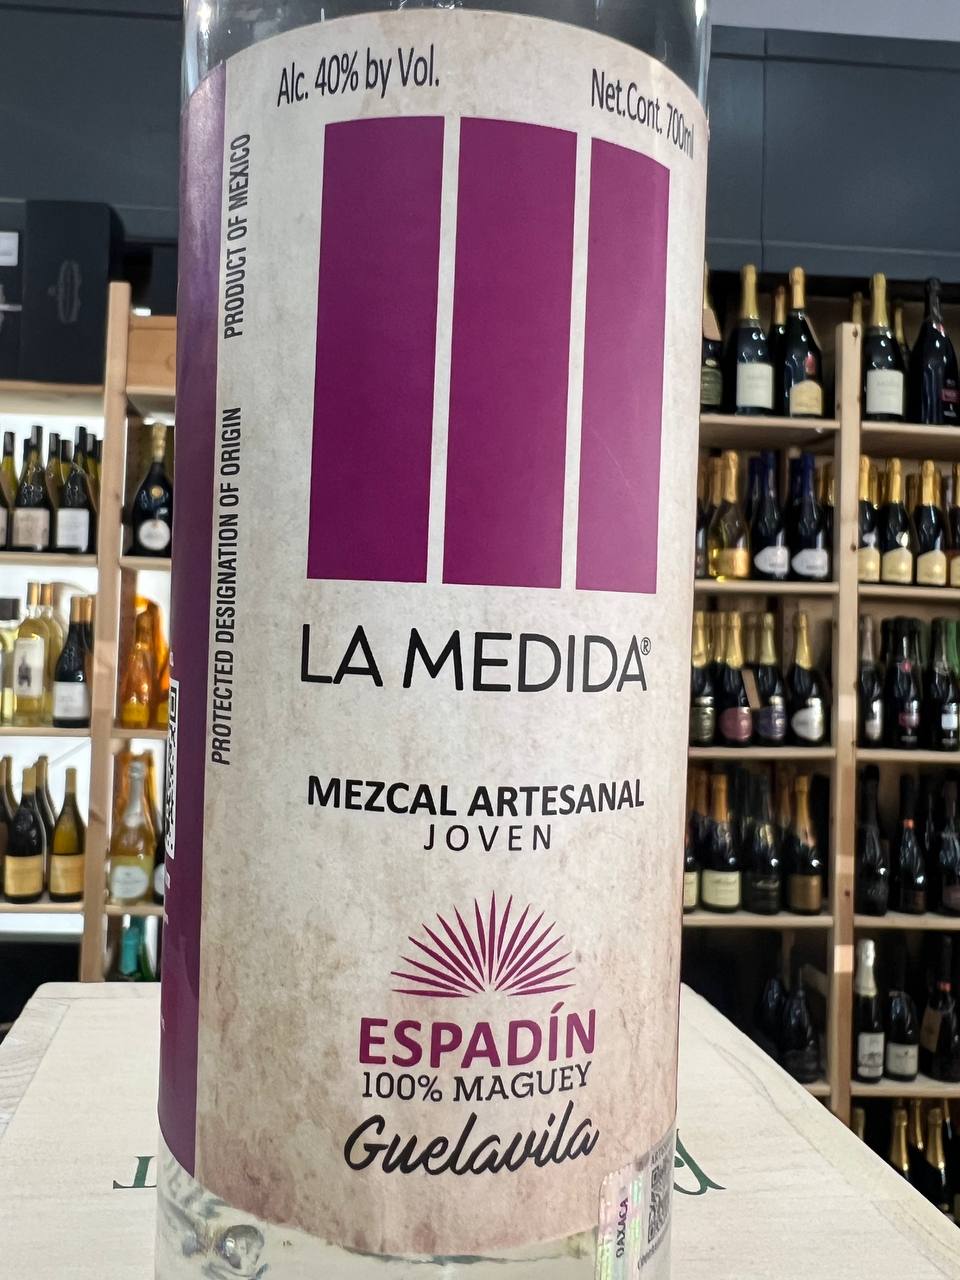 Alc. 40% by Vol.
Net.Cont. 700ml
PRODUCT OF MEXICO
PROTECTED DESIGNATION OF ORIGIN
LA MEDIDA®
MEZCAL ARTESANAL
JOVEN
ESPADÍN
100% MAGUEY
Guelavila
OAXACA